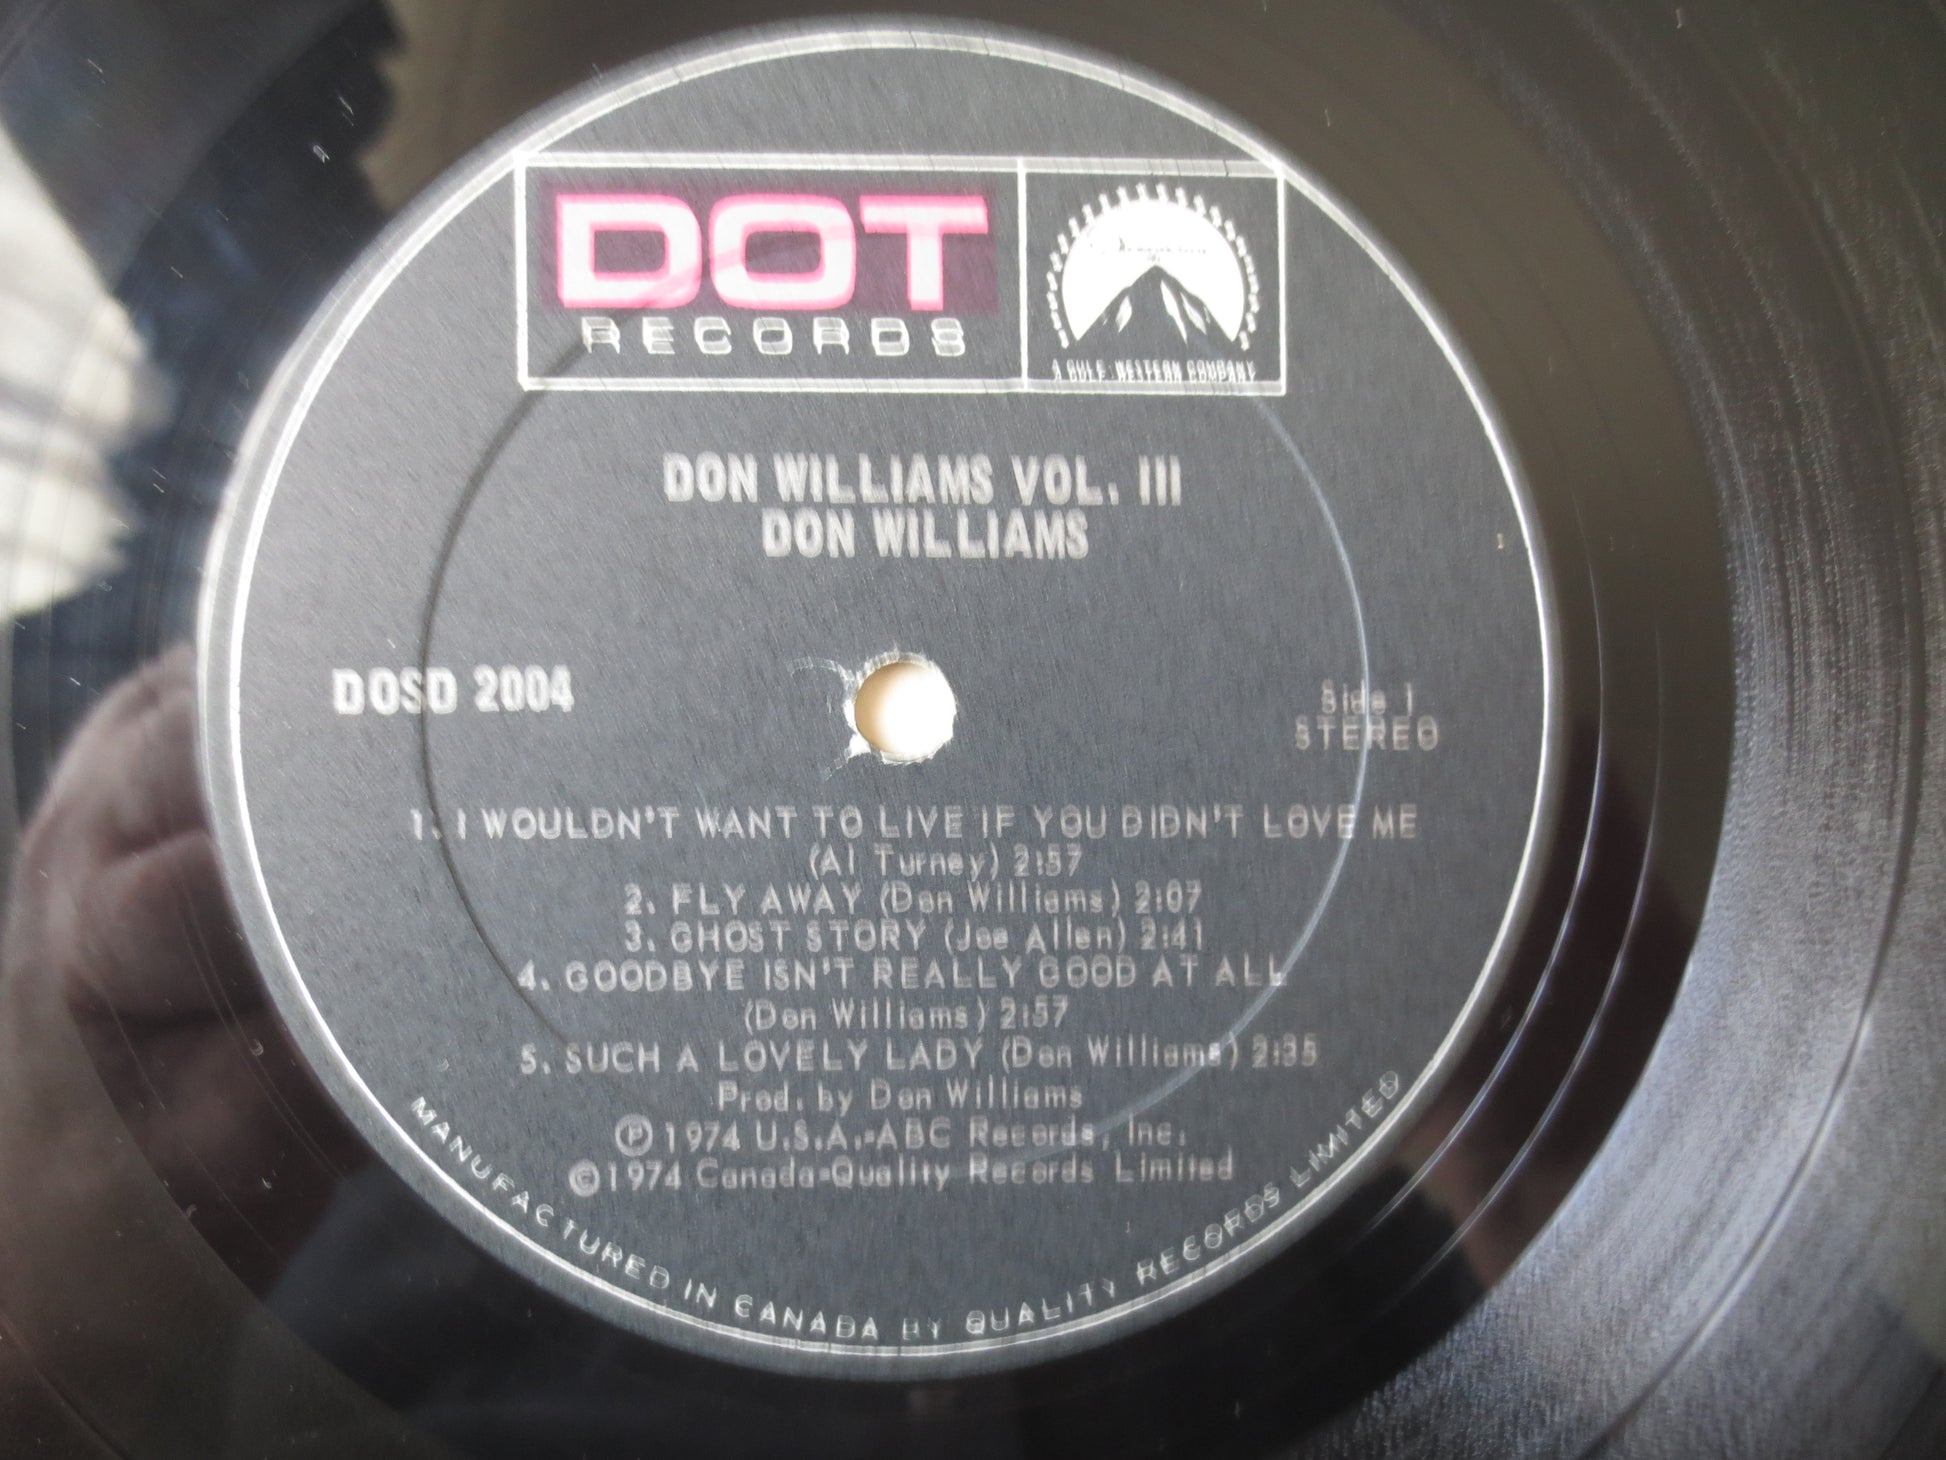 DOT
RECORDS
A GULF + WESTERN COMPANY
DON WILLIAMS VOL. III
DON WILLIAMS
DOSD 2004
Side 1
STEREO
1. I WOULDN'T WANT TO LIVE IF YOU DIDN'T LOVE ME
(Al Turney) 2:57
2. FLY AWAY (Don Williams) 2:07
3. GHOST STORY (Joe Allen) 2:41
4. GOODBYE ISN'T REALLY GOOD AT ALL
(Don Williams) 2:57
5. SUCH A LOVELY LADY (Don Williams) 2:35
Prod. by Don Williams
Ⓟ 1974 U.S.A.-ABC Records, Inc.
© 1974 Canada-Quality Records Limited
MANUFACTURED IN CANADA BY QUALITY RECORDS LIMITED